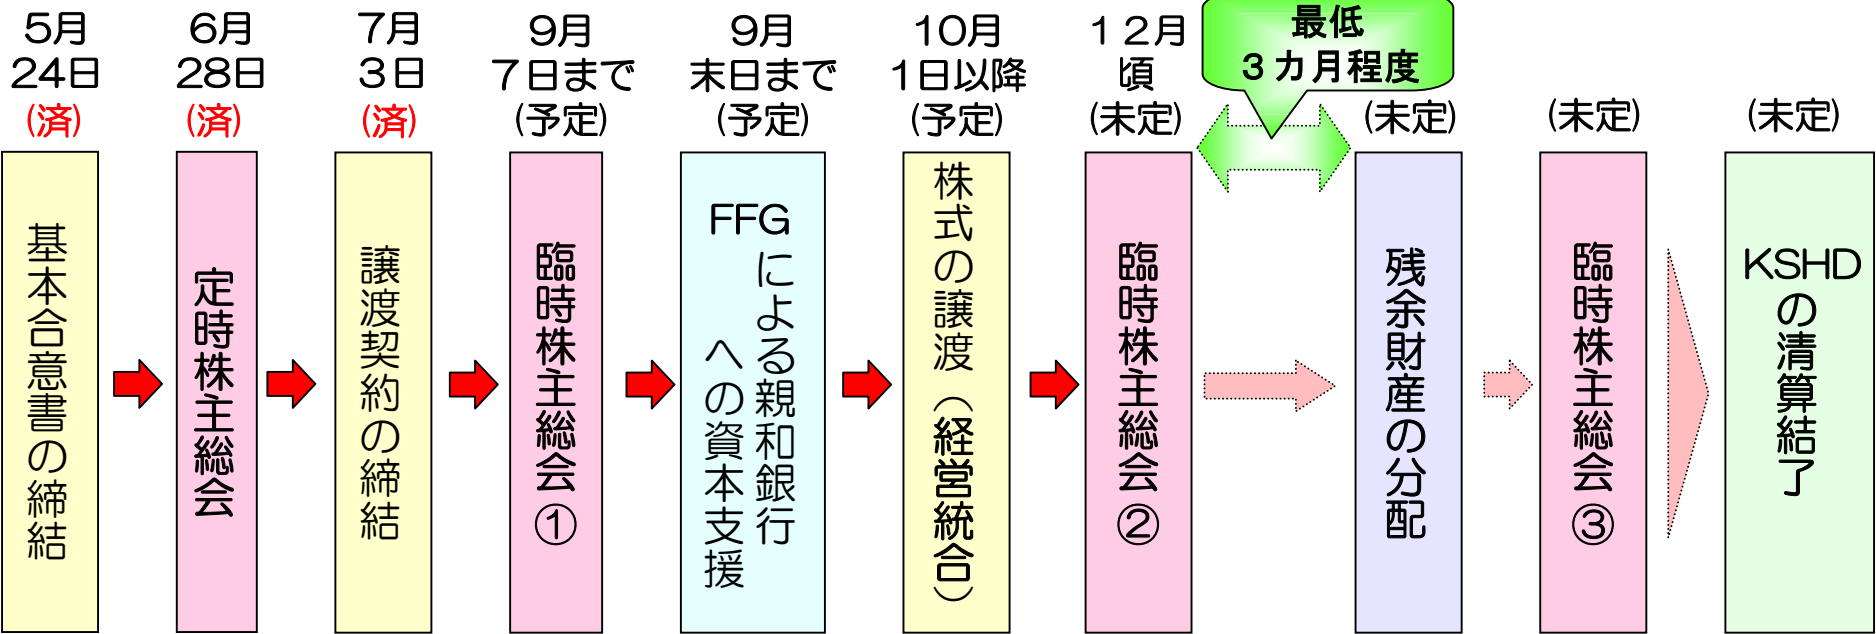 5月
24日
(済)
基本合意書の締結
6月
28日
(済)
定時株主総会
7月
3日
(済)
譲渡契約の締結
9月
7日まで
(予定)
臨時株主総会①
9月
末日まで
(予定)
FFG
による親和銀行
への資本支援
10月
1日以降
(予定)
株式の譲渡（経営統合）
12月
頃
(未定)
臨時株主総会②
最低
3カ月程度
(未定)
残余財産の分配
(未定)
臨時株主総会③
(未定)
KSHD
の清算結了